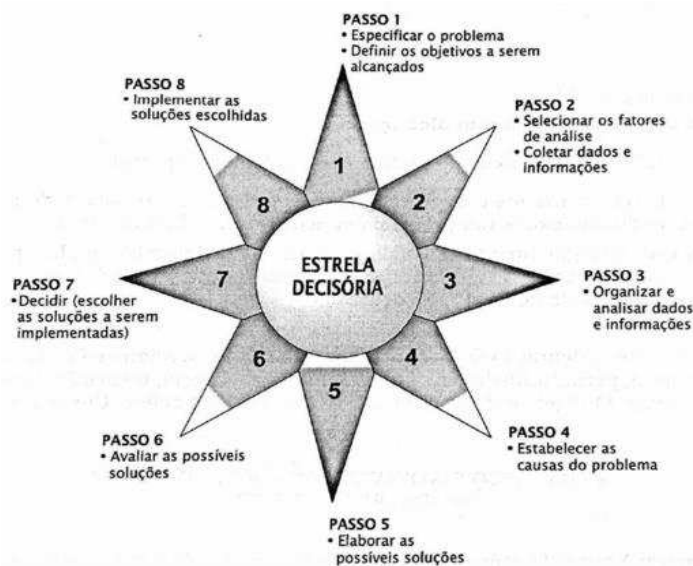 PASSO 1
• Especificar o problema
• Definir os objetivos a serem
alcançados
PASSO 2
• Selecionar os fatores
de análise
• Coletar dados e
informações
PASSO 3
• Organizar e
analisar dados
e informações
PASSO 4
• Estabelecer as
causas do problema
PASSO 5
• Elaborar as
possíveis soluções
PASSO 6
• Avaliar as possíveis
soluções
PASSO 7
• Decidir (escolher
as soluções a serem
implementadas)
PASSO 8
• Implementar as
soluções escolhidas
1
2
3
4
5
6
7
8
ESTRELA
DECISÓRIA